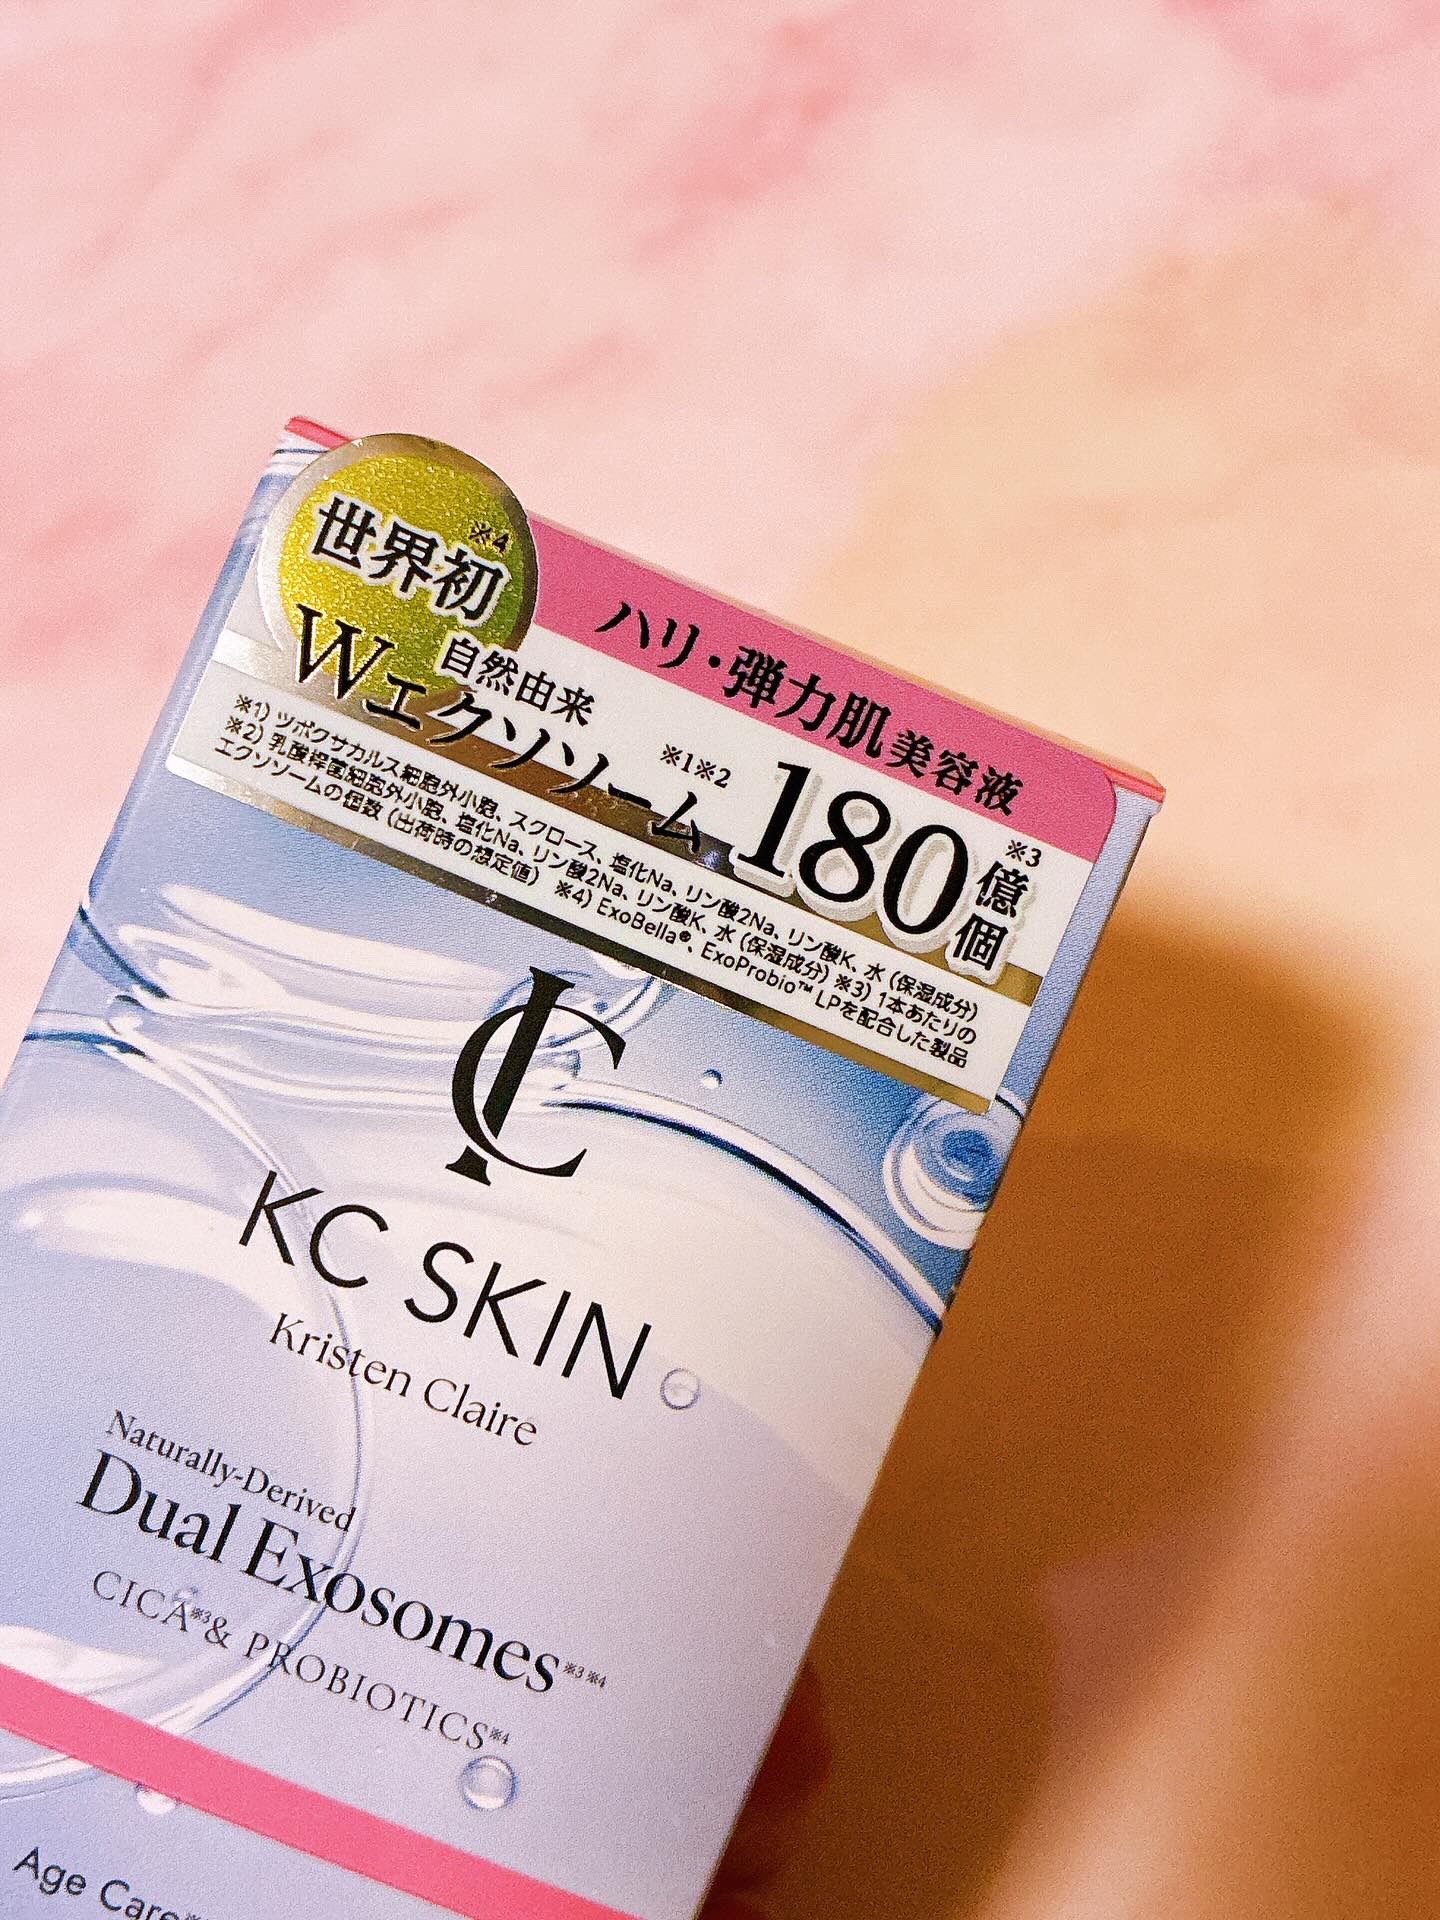 世界初※4
ハリ・弾力肌美容液
自然由来
Wエクソソーム※1※2 180億個※3
※1) ツボクサカルス細胞外小胞、スクロース、塩化Na、リン酸2Na、リン酸K、水 (保湿成分)
※2) 乳酸桿菌細胞外小胞、塩化Na、リン酸2Na、リン酸K、水 (保湿成分) ※3) 1本あたりの
エクソソームの個数 (出荷時の想定値) ※4) ExoBella®、ExoProbio™ LPを配合した製品
KC SKIN
Kristen Claire
Naturally-Derived
Dual Exosomes※3※4
CICA※3 & PROBIOTICS※4
Age Care